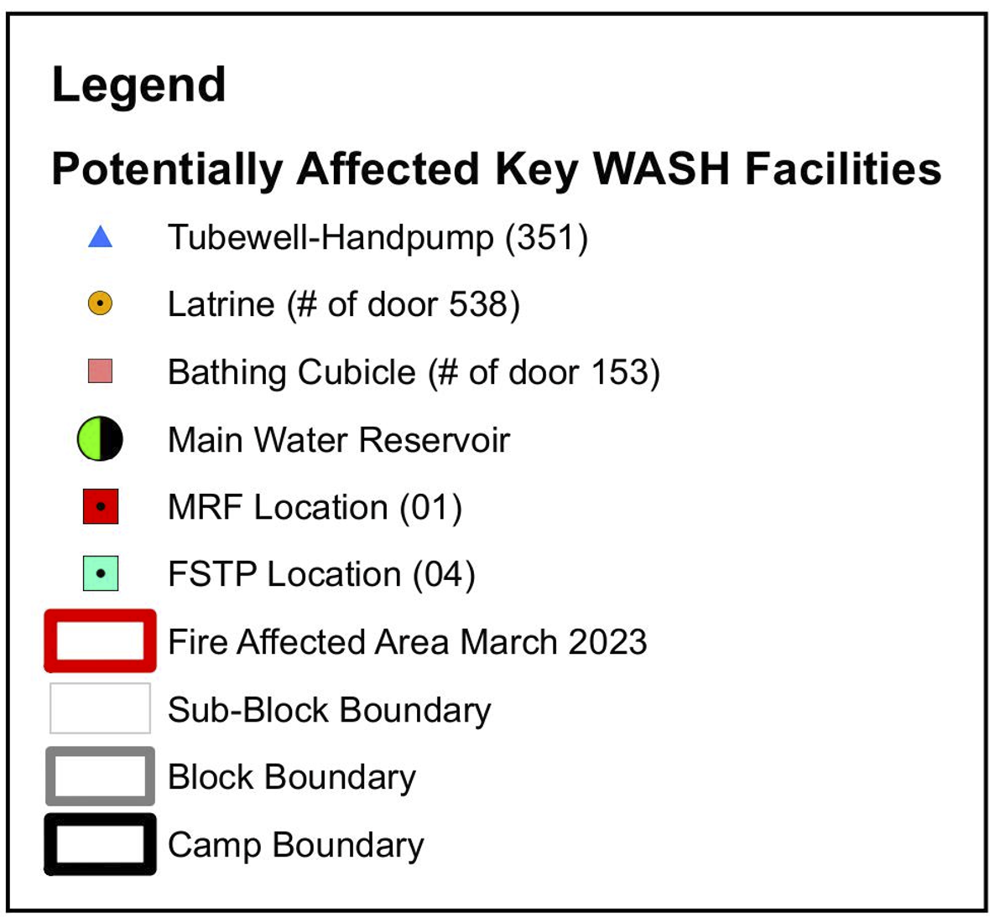 Legend
Potentially Affected Key WASH Facilities
Tubewell-Handpump (351)
Latrine (# of door 538)
Bathing Cubicle (# of door 153)
Main Water Reservoir
MRF Location (01)
FSTP Location (04)
Fire Affected Area March 2023
Sub-Block Boundary
Block Boundary
Camp Boundary